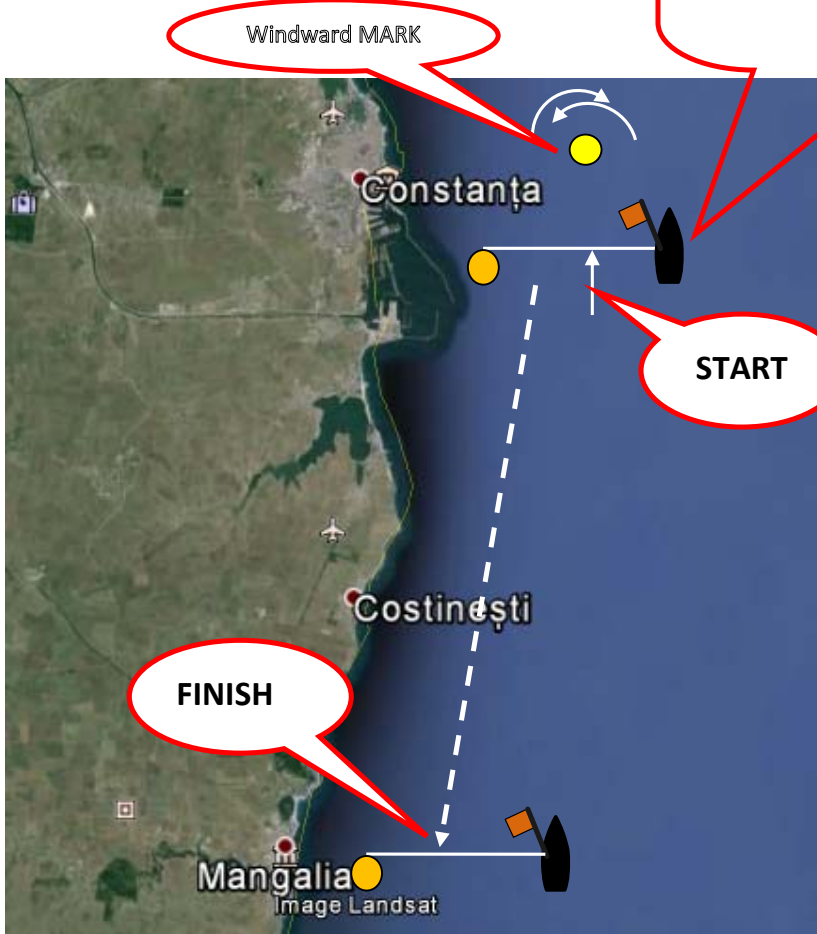 Windward MARK
Constanța
START
Costinești
FINISH
Mangalia
Image Landsat